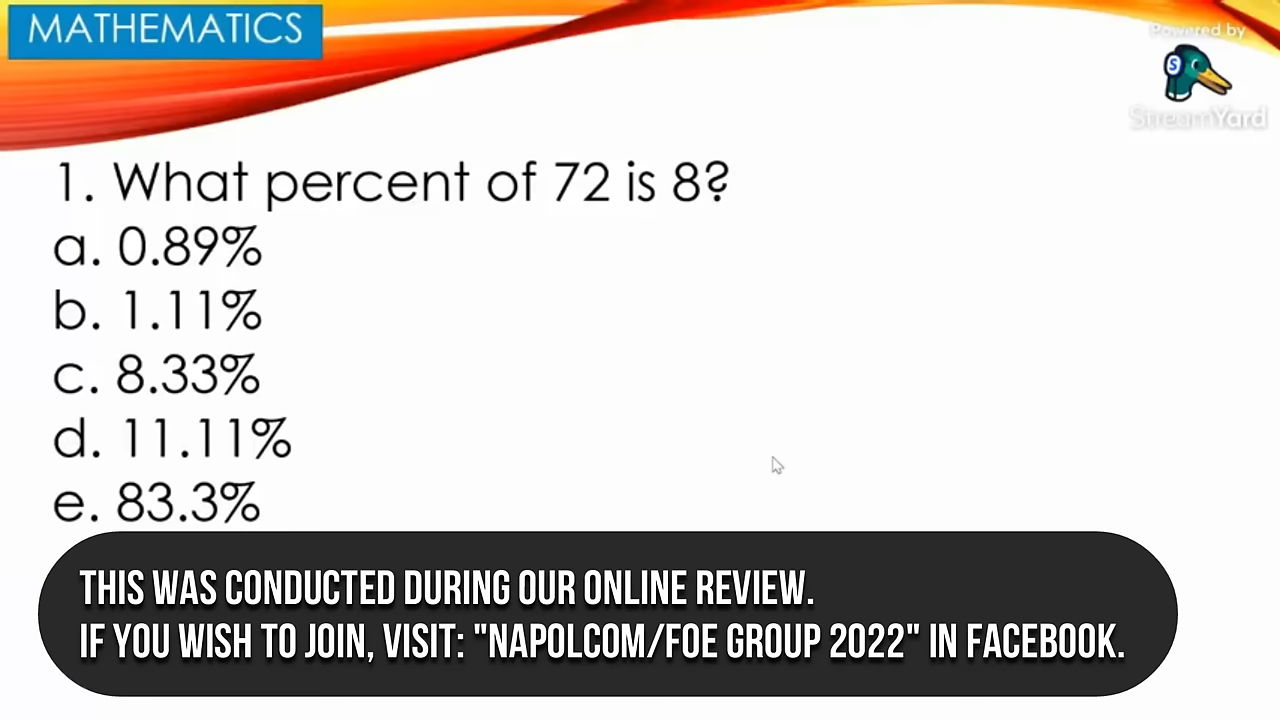 MATHEMATICS
Powered by
S
StreamYard
1. What percent of 72 is 8?
a. 0.89%
b. 1.11%
c. 8.33%
d. 11.11%
e. 83.3%
THIS WAS CONDUCTED DURING OUR ONLINE REVIEW.
IF YOU WISH TO JOIN, VISIT: "NAPOLCOM/FOE GROUP 2022" IN FACEBOOK.